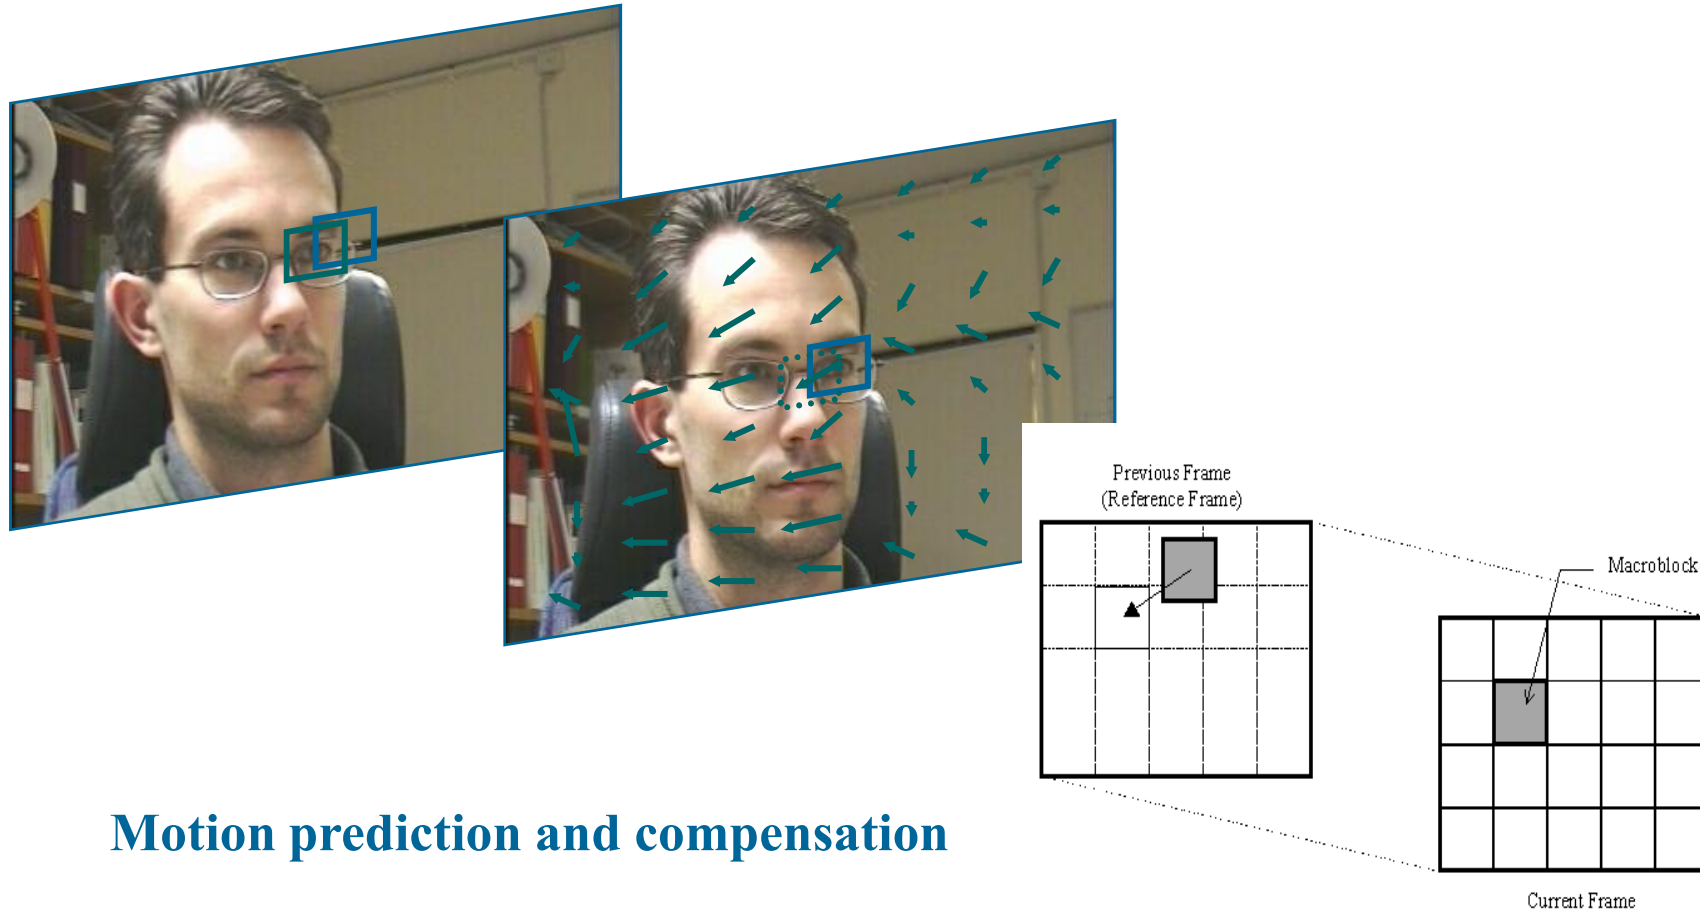 Previous Frame
(Reference Frame)
Macroblock
Motion prediction and compensation
Current Frame